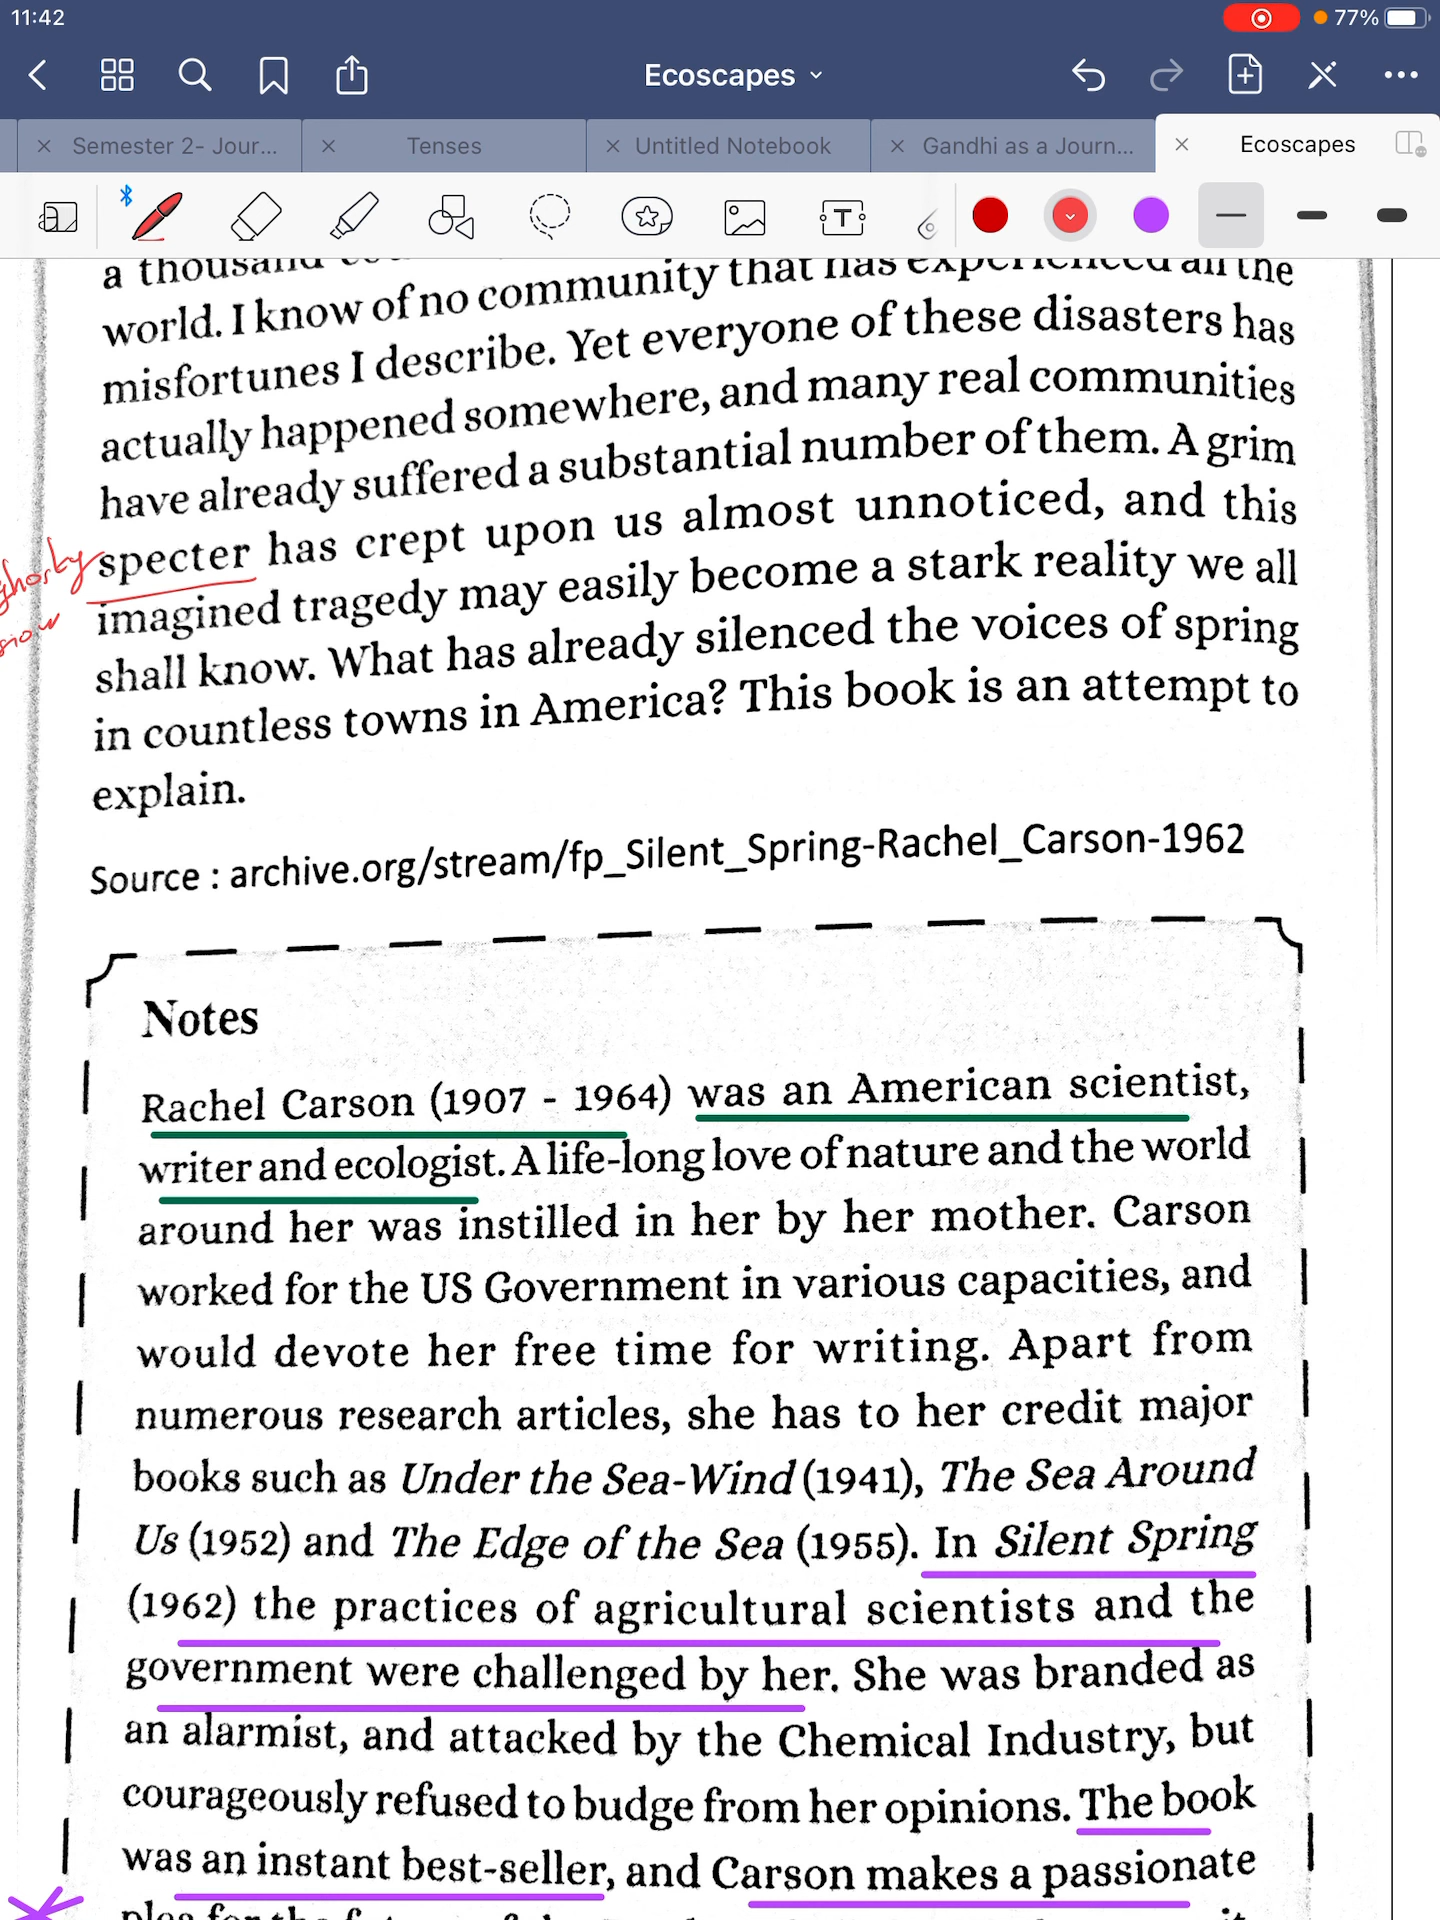 11:42
77%
Ecoscapes
Semester 2- Jour...
Tenses
Untitled Notebook
Gandhi as a Journ...
Ecoscapes
a thousand
world. I know of no community that has experienced all the
misfortunes I describe. Yet everyone of these disasters has
actually happened somewhere, and many real communities
have already suffered a substantial number of them. A grim
specter has crept upon us almost unnoticed, and this
imagined tragedy may easily become a stark reality we all
shall know. What has already silenced the voices of spring
in countless towns in America? This book is an attempt to
explain.
Source : archive.org/stream/fp_Silent_Spring-Rachel_Carson-1962
Notes
Rachel Carson (1907 - 1964) was an American scientist,
writer and ecologist. A life-long love of nature and the world
around her was instilled in her by her mother. Carson
worked for the US Government in various capacities, and
would devote her free time for writing. Apart from
numerous research articles, she has to her credit major
books such as Under the Sea-Wind (1941), The Sea Around
Us (1952) and The Edge of the Sea (1955). In Silent Spring
(1962) the practices of agricultural scientists and the
government were challenged by her. She was branded as
an alarmist, and attacked by the Chemical Industry, but
courageously refused to budge from her opinions. The book
was an instant best-seller, and Carson makes a passionate